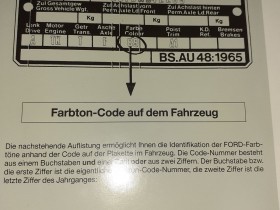 Zul Gesamtgew
Gross Vehicle Wgt.
Zul Achslastvorn
Perm Axle Ld Front
Zul Achslast hinten
Perm Axle Ld Rear
Kg
Kg
Kg
Lenk Motor Getr Achs Farbe Polst K.D. Bremsen
Drive Engine Trans Axle Colour Trim Ref. Brakes
BS.AU 48:1965
Farbton-Code auf dem Fahrzeug
Die nachstehende Auflistung ermöglicht Ihnen die Identifikation der FORD-Farb-
töne anhand der Code auf der Plakette im Fahrzeug. Die Code-Nummer besteht
aus einem Buchstaben und einer Zahl oder aus zwei Ziffern. Der Buchstabe bzw.
die erste Ziffer ist die eigentliche Farbton-Code-Nummer, die zweite Ziffer ist die
letzte Ziffer des Jahrganges: